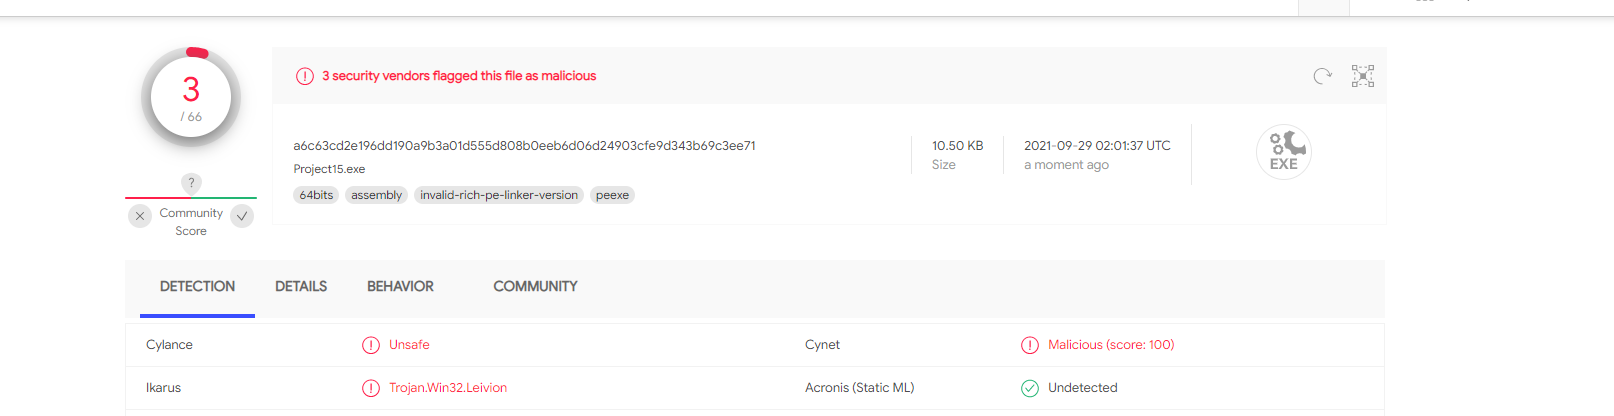 3
/ 66
?
Community
Score
3 security vendors flagged this file as malicious
a6c63cd2e196dd190a9b3a01d555d808b0eeb6d06d24903cfe9d343b69c3ee71
Project15.exe
64bits assembly invalid-rich-pe-linker-version peexe
10.50 KB
Size
2021-09-29 02:01:37 UTC
a moment ago
EXE
DETECTION DETAILS BEHAVIOR COMMUNITY
Cylance Unsafe Cynet Malicious (score: 100)
Ikarus Trojan.Win32.Leivion Acronis (Static ML) Undetected